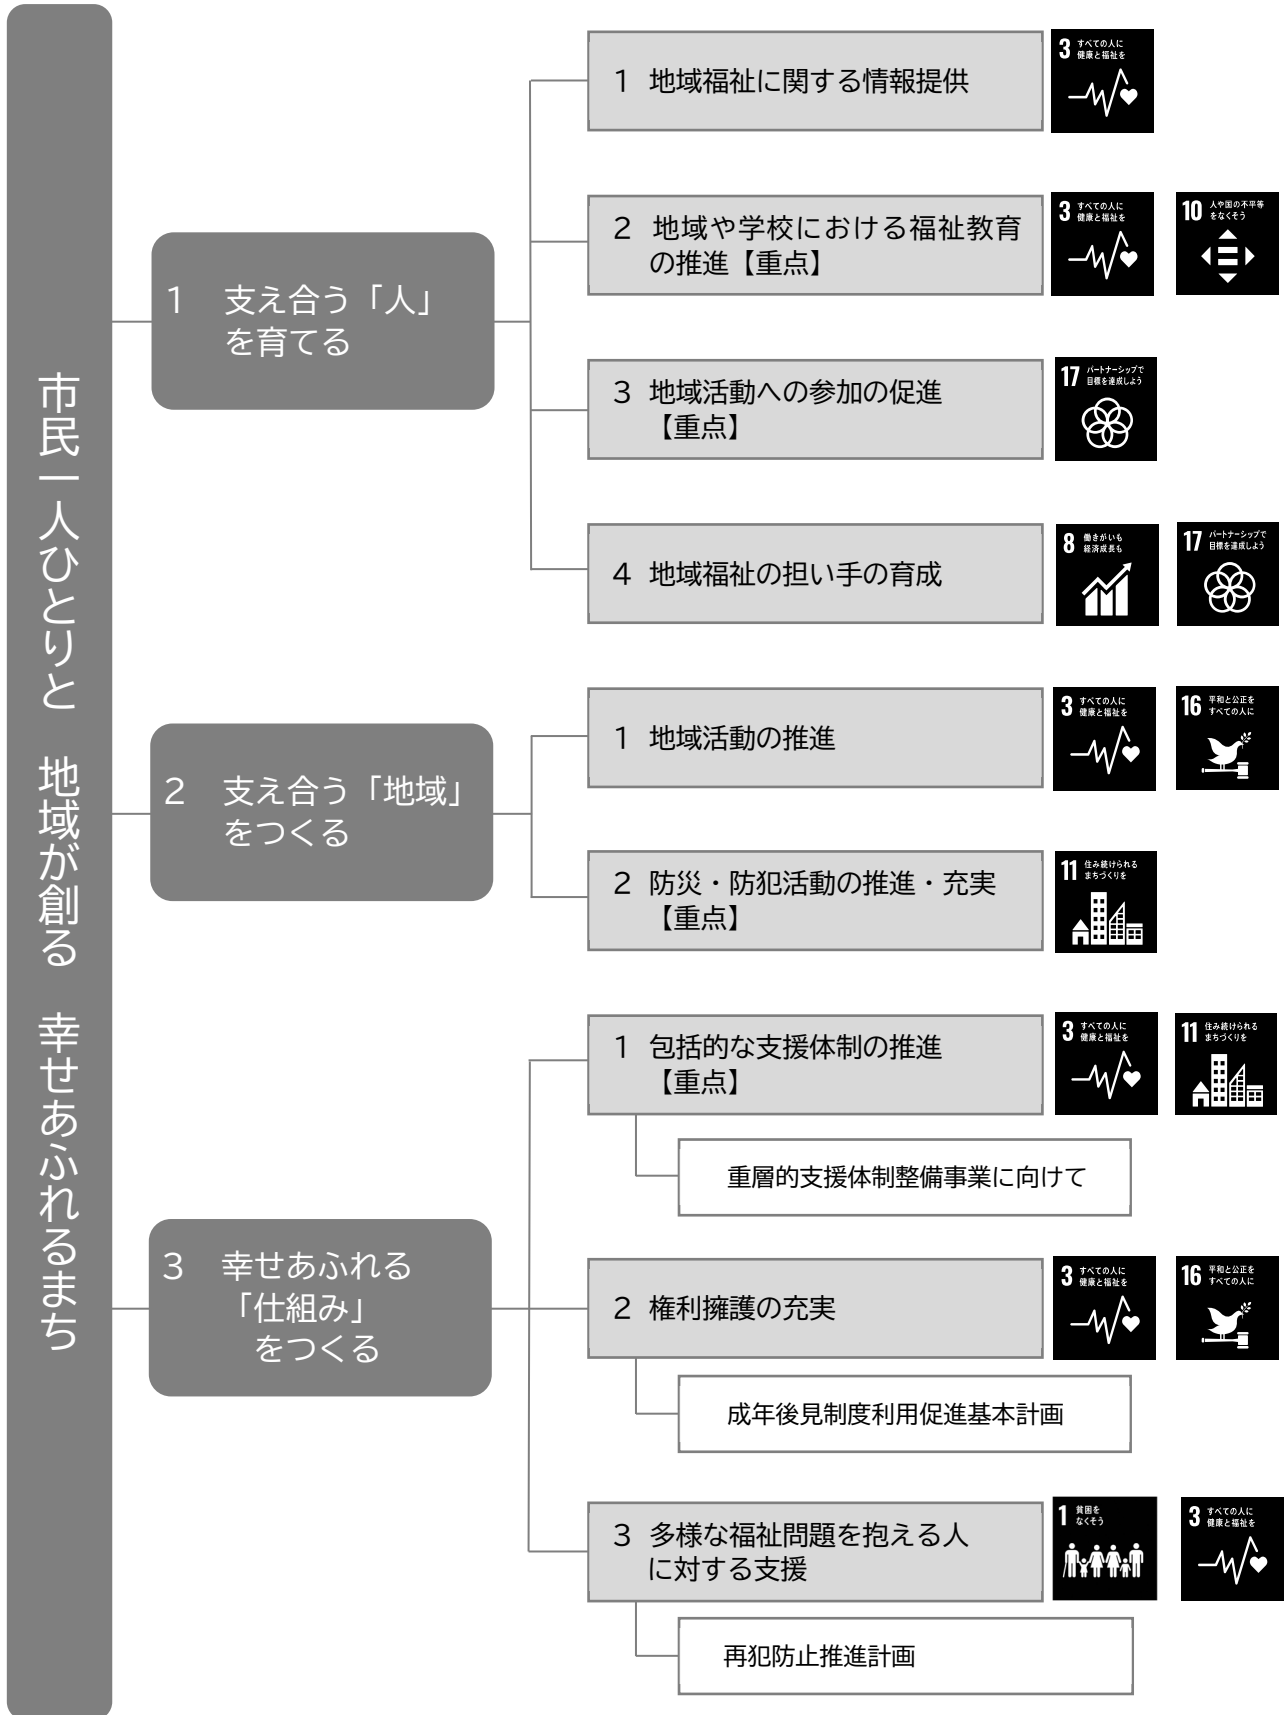 市民一人ひとりと　地域が創る　幸せあふれるまち
1　支え合う「人」
を育てる
1 地域福祉に関する情報提供
3 すべての人に
健康と福祉を
2 地域や学校における福祉教育
の推進【重点】
3 すべての人に
健康と福祉を
10 人や国の不平等
をなくそう
3 地域活動への参加の促進
【重点】
17 パートナーシップで
目標を達成しよう
4 地域福祉の担い手の育成
8 働きがいも
経済成長も
17 パートナーシップで
目標を達成しよう
2　支え合う「地域」
をつくる
1 地域活動の推進
3 すべての人に
健康と福祉を
16 平和と公正を
すべての人に
2 防災・防犯活動の推進・充実
【重点】
11 住み続けられる
まちづくりを
3　幸せあふれる
「仕組み」
をつくる
1 包括的な支援体制の推進
【重点】
3 すべての人に
健康と福祉を
11 住み続けられる
まちづくりを
重層的支援体制整備事業に向けて
2 権利擁護の充実
3 すべての人に
健康と福祉を
16 平和と公正を
すべての人に
成年後見制度利用促進基本計画
3 多様な福祉問題を抱える人
に対する支援
1 貧困を
なくそう
3 すべての人に
健康と福祉を
再犯防止推進計画